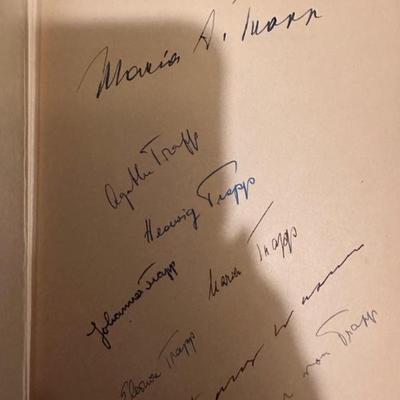 Maria A. Trapp
Agathe Trapp
Hedwig Trapp
Johannes Trapp
Maria Trapp
Eleonore Trapp
von Trapp